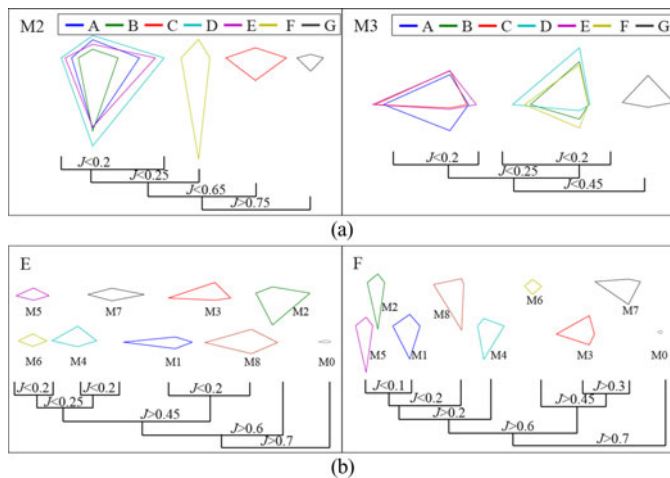 M2 A B C D E F G
J<0.2
J<0.25
J<0.65
J>0.75
M3 A B C D E F G
J<0.2 J<0.2
J<0.25
J<0.45
(a)
E
M5 M7 M3 M2
M6 M4 M1 M8 M0
J<0.2 J<0.2 J<0.2
J<0.25
J>0.45
J>0.6
J>0.7
F
M2 M8 M6 M7
M5 M1 M4 M3 M0
J<0.1 J>0.3
J<0.2 J>0.45
J>0.2
J>0.6
J>0.7
(b)